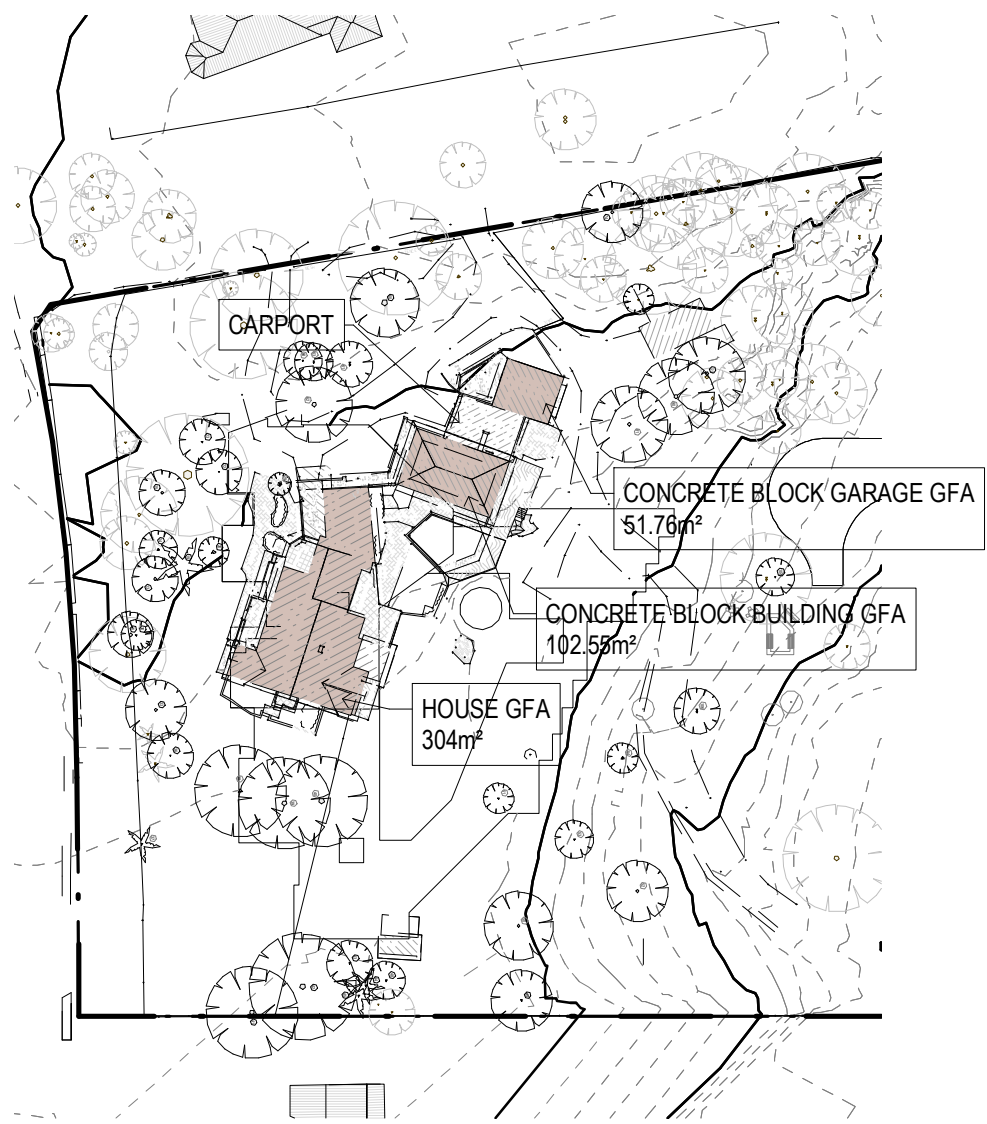 CARPORT
CONCRETE BLOCK GARAGE GFA
51.76m²
CONCRETE BLOCK BUILDING GFA
102.55m²
HOUSE GFA
304m²